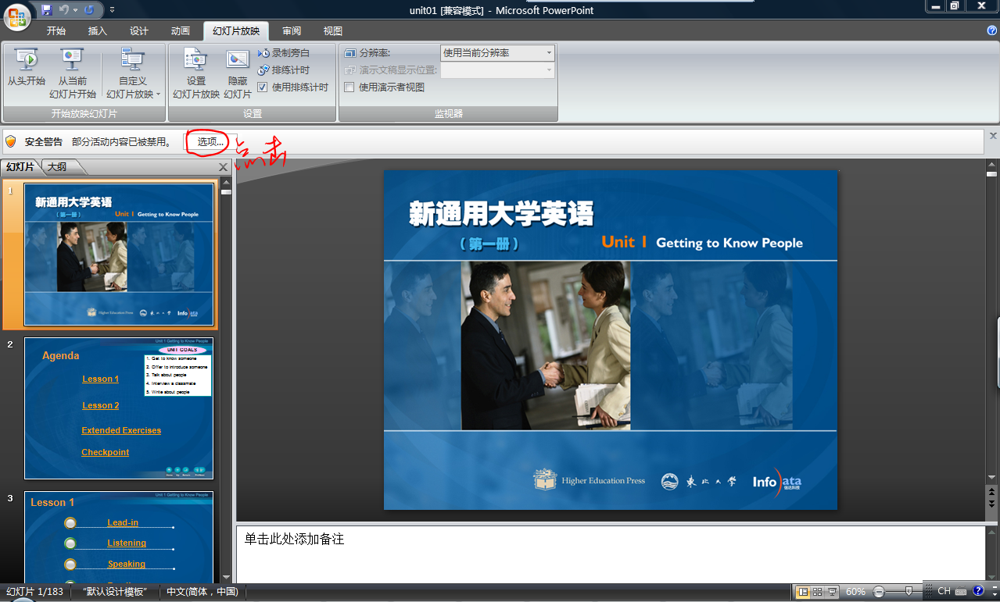 unit01 [兼容模式] - Microsoft PowerPoint
开始 插入 设计 动画 幻灯片放映 审阅 视图
从头开始
从当前
幻灯片开始
自定义
幻灯片放映
开始放映幻灯片
设置
幻灯片放映
隐藏
幻灯片
录制旁白
排练计时
使用排练计时
设置
分辨率:
使用当前分辨率
演示文稿显示位置:
使用演示者视图
监视器
安全警告 部分活动内容已被禁用。 选项...
点击
幻灯片 大纲
1
新通用大学英语
(第一册)
Unit 1 Getting to Know People
Higher Education Press
Infodata
2
Unit 1 Getting to Know People
Agenda
UNIT GOALS
1. Get to know someone
2. Offer to introduce someone
3. Talk about people
4. Interview a classmate
5. Write about people
Lesson 1
Lesson 2
Extended Exercises
Checkpoint
3
Unit 1 Getting to Know People
Lesson 1
Lead-in
Listening
Speaking
新通用大学英语
(第一册)
Unit 1 Getting to Know People
Higher Education Press
东北大学
Infodata
信达科技
单击此处添加备注
幻灯片 1/183 "默认设计模板" 中文(简体，中国)
60%
CH